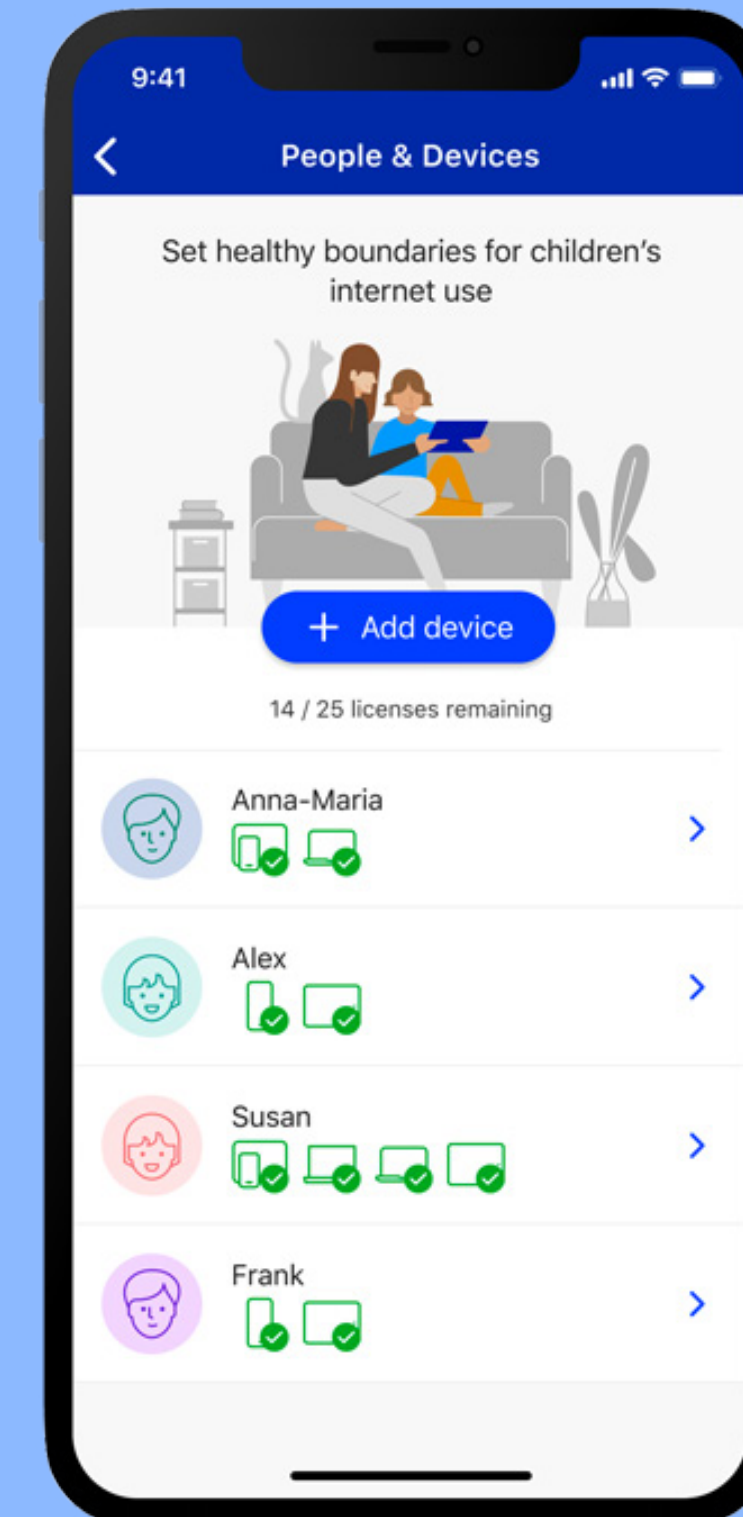 9:41
People & Devices
Set healthy boundaries for children's
internet use
+ Add device
14 / 25 licenses remaining
Anna-Maria
Alex
Susan
Frank